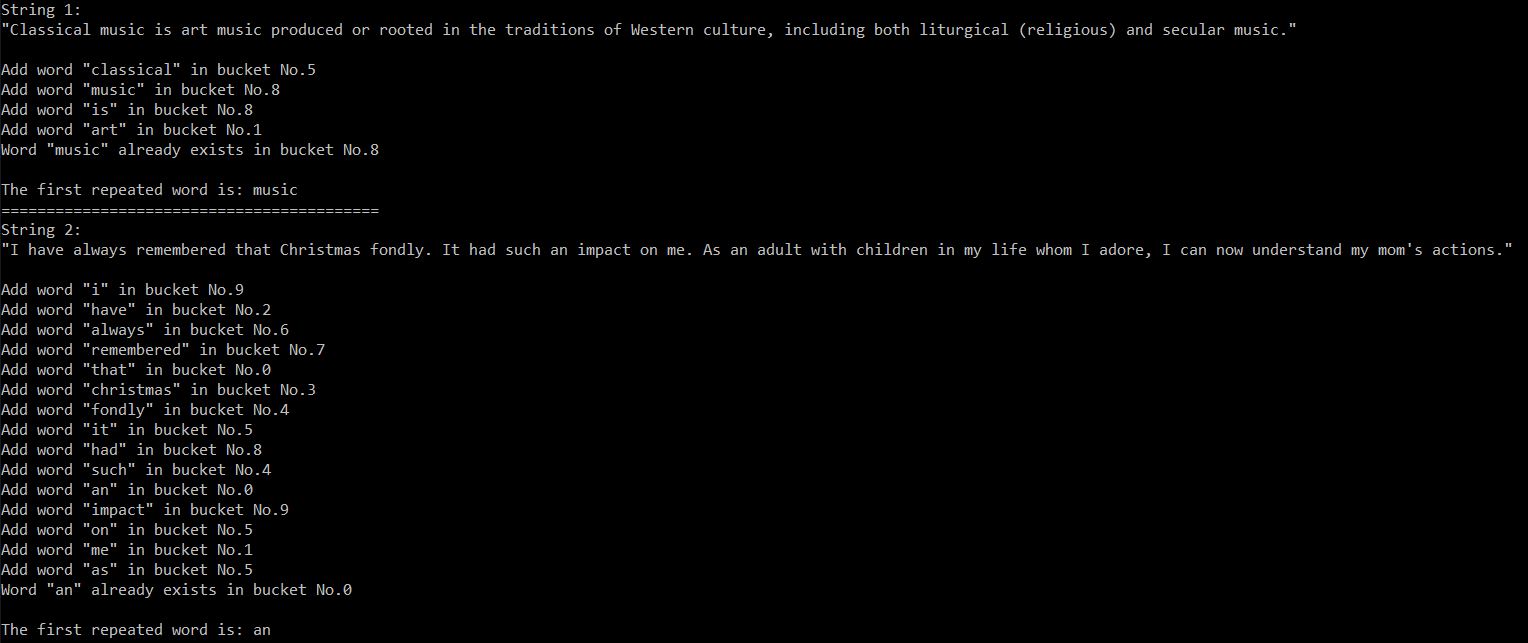 String 1:
"Classical music is art music produced or rooted in the traditions of Western culture, including both liturgical (religious) and secular music."
Add word "classical" in bucket No.5
Add word "music" in bucket No.8
Add word "is" in bucket No.8
Add word "art" in bucket No.1
Word "music" already exists in bucket No.8
The first repeated word is: music
==========================================
String 2:
"I have always remembered that Christmas fondly. It had such an impact on me. As an adult with children in my life whom I adore, I can now understand my mom's actions."
Add word "i" in bucket No.9
Add word "have" in bucket No.2
Add word "always" in bucket No.6
Add word "remembered" in bucket No.7
Add word "that" in bucket No.0
Add word "christmas" in bucket No.3
Add word "fondly" in bucket No.4
Add word "it" in bucket No.5
Add word "had" in bucket No.8
Add word "such" in bucket No.4
Add word "an" in bucket No.0
Add word "impact" in bucket No.9
Add word "on" in bucket No.5
Add word "me" in bucket No.1
Add word "as" in bucket No.5
Word "an" already exists in bucket No.0
The first repeated word is: an